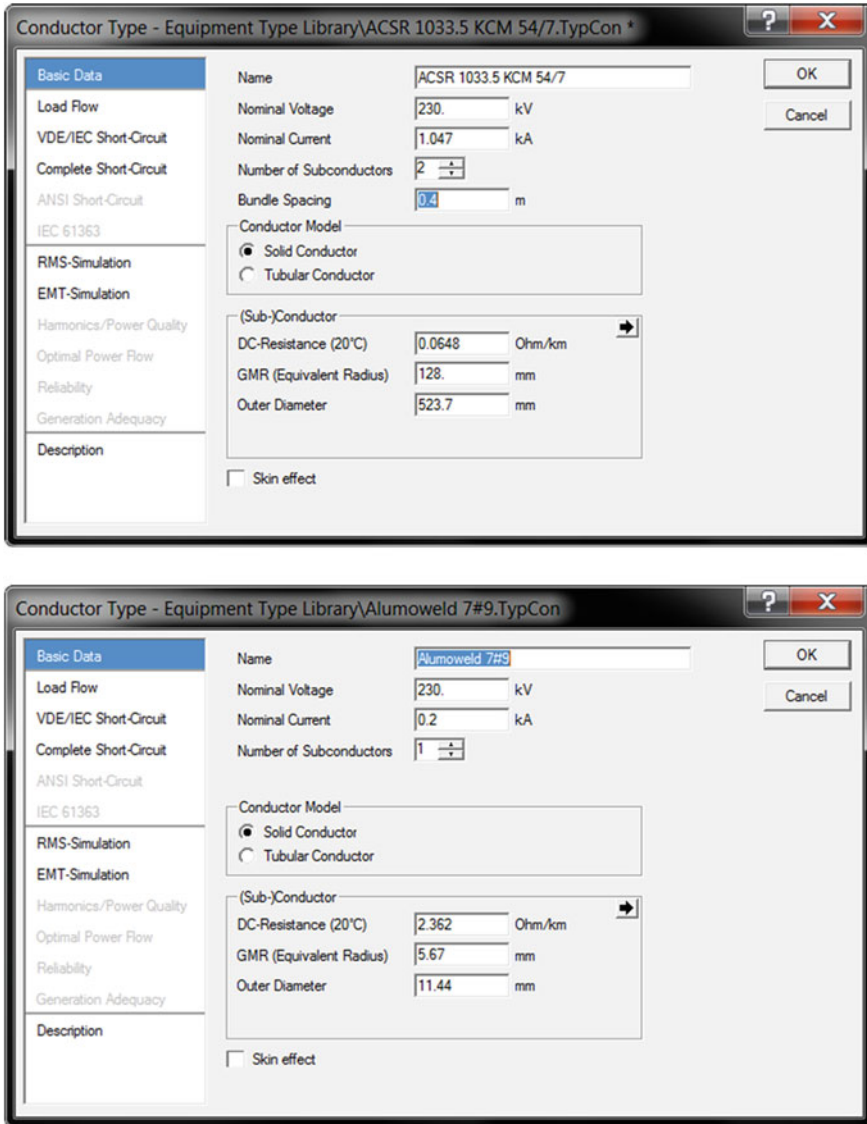 Conductor Type - Equipment Type Library\ACSR 1033.5 KCM 54/7.TypCon *
?
X
Basic Data
Load Flow
VDE/IEC Short-Circuit
Complete Short-Circuit
ANSI Short-Circuit
IEC 61363
RMS-Simulation
EMT-Simulation
Harmonics/Power Quality
Optimal Power Flow
Reliability
Generation Adequacy
Description
Name ACSR 1033.5 KCM 54/7
Nominal Voltage 230. kV
Nominal Current 1.047 kA
Number of Subconductors 2
Bundle Spacing 0.4 m
Conductor Model
Solid Conductor
Tubular Conductor
(Sub-)Conductor
DC-Resistance (20°C) 0.0648 Ohm/km
GMR (Equivalent Radius) 128. mm
Outer Diameter 523.7 mm
Skin effect
OK
Cancel
Conductor Type - Equipment Type Library\Alumoweld 7#9.TypCon
?
X
Basic Data
Load Flow
VDE/IEC Short-Circuit
Complete Short-Circuit
ANSI Short-Circuit
IEC 61363
RMS-Simulation
EMT-Simulation
Harmonics/Power Quality
Optimal Power Flow
Reliability
Generation Adequacy
Description
Name Alumoweld 7#9
Nominal Voltage 230. kV
Nominal Current 0.2 kA
Number of Subconductors 1
Conductor Model
Solid Conductor
Tubular Conductor
(Sub-)Conductor
DC-Resistance (20°C) 2.362 Ohm/km
GMR (Equivalent Radius) 5.67 mm
Outer Diameter 11.44 mm
Skin effect
OK
Cancel